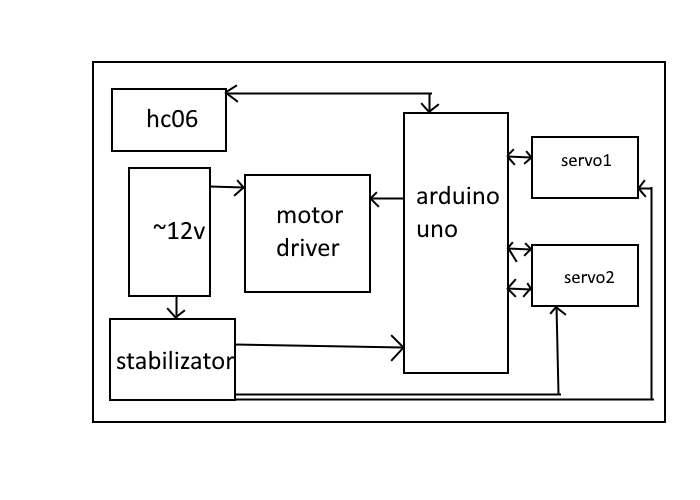 hc06
~12v
motor
driver
arduino
uno
servo1
servo2
stabilizator